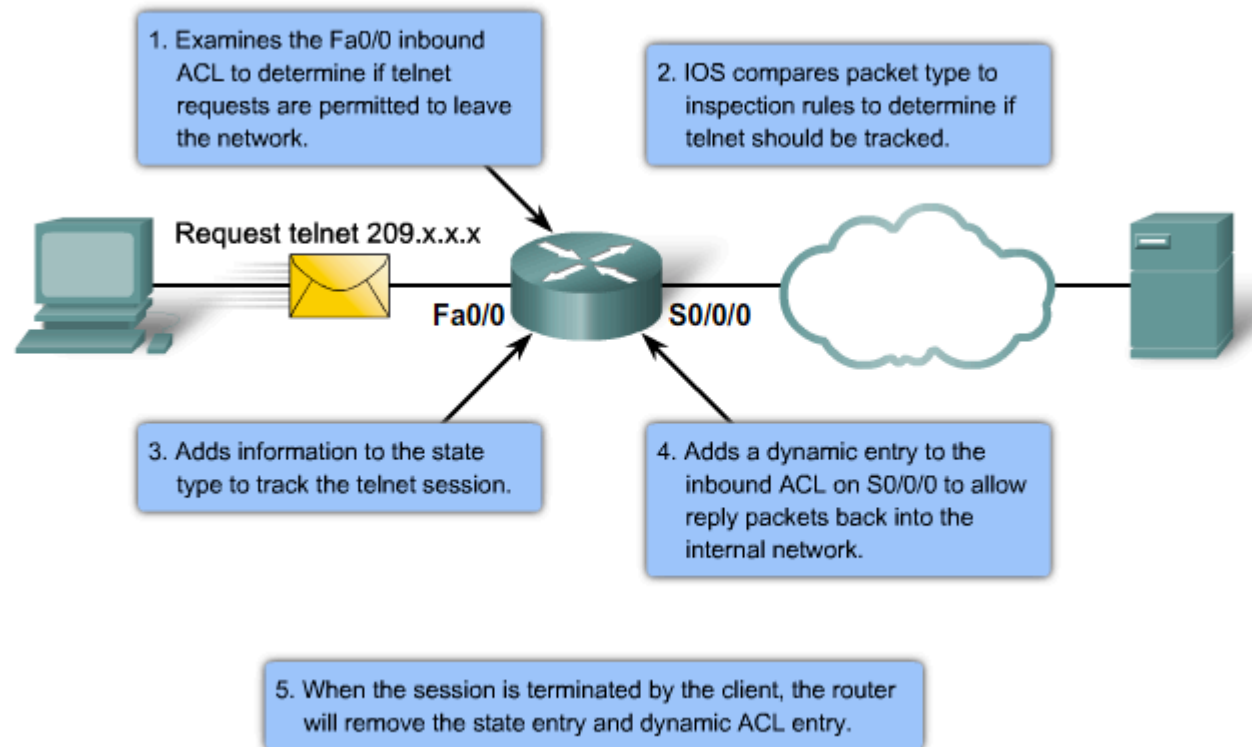 1. Examines the Fa0/0 inbound
ACL to determine if telnet
requests are permitted to leave
the network.
2. IOS compares packet type to
inspection rules to determine if
telnet should be tracked.
Request telnet 209.x.x.x
Fa0/0
S0/0/0
3. Adds information to the state
type to track the telnet session.
4. Adds a dynamic entry to the
inbound ACL on S0/0/0 to allow
reply packets back into the
internal network.
5. When the session is terminated by the client, the router
will remove the state entry and dynamic ACL entry.